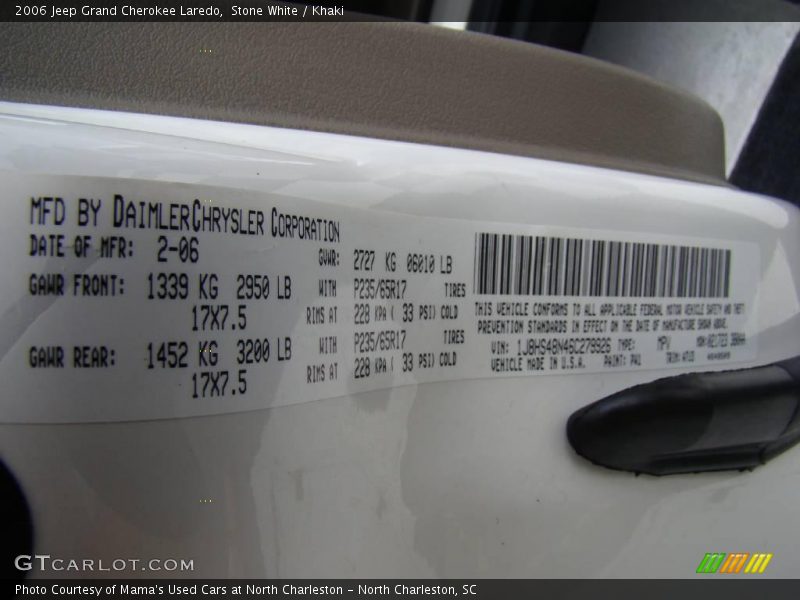 2006 Jeep Grand Cherokee Laredo, Stone White / Khaki
MFD BY DAIMLERCHRYSLER CORPORATION
DATE OF MFR: 2-06 GVWR: 2727 KG 06010 LB
GAWR FRONT: 1339 KG 2950 LB WITH P235/65R17 TIRES
17X7.5 RIMS AT 228 KPA ( 33 PSI) COLD
GAWR REAR: 1452 KG 3200 LB WITH P235/65R17 TIRES
17X7.5 RIMS AT 228 KPA ( 33 PSI) COLD
THIS VEHICLE CONFORMS TO ALL APPLICABLE FEDERAL MOTOR VEHICLE SAFETY AND THEFT
PREVENTION STANDARDS IN EFFECT ON THE DATE OF MANUFACTURE SHOWN ABOVE.
VIN: 1J8HS48N46C279926 TYPE: MPV MDH:
VEHICLE MADE IN U.S.A. PAINT: PW1 TRIM:
GTCARLOT.COM
Photo Courtesy of Mama's Used Cars at North Charleston - North Charleston, SC